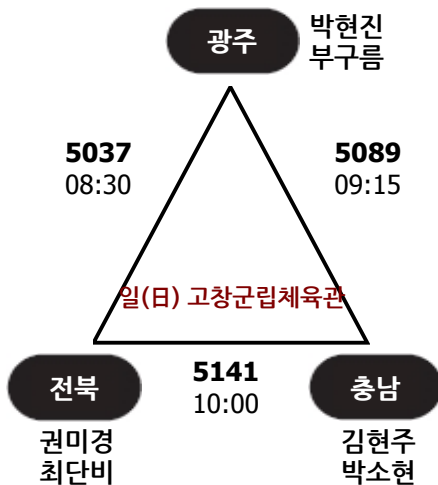 광주
박현진
부구름
5037
08:30
5089
09:15
일(日) 고창군립체육관
전북
권미경
최단비
5141
10:00
충남
김현주
박소현